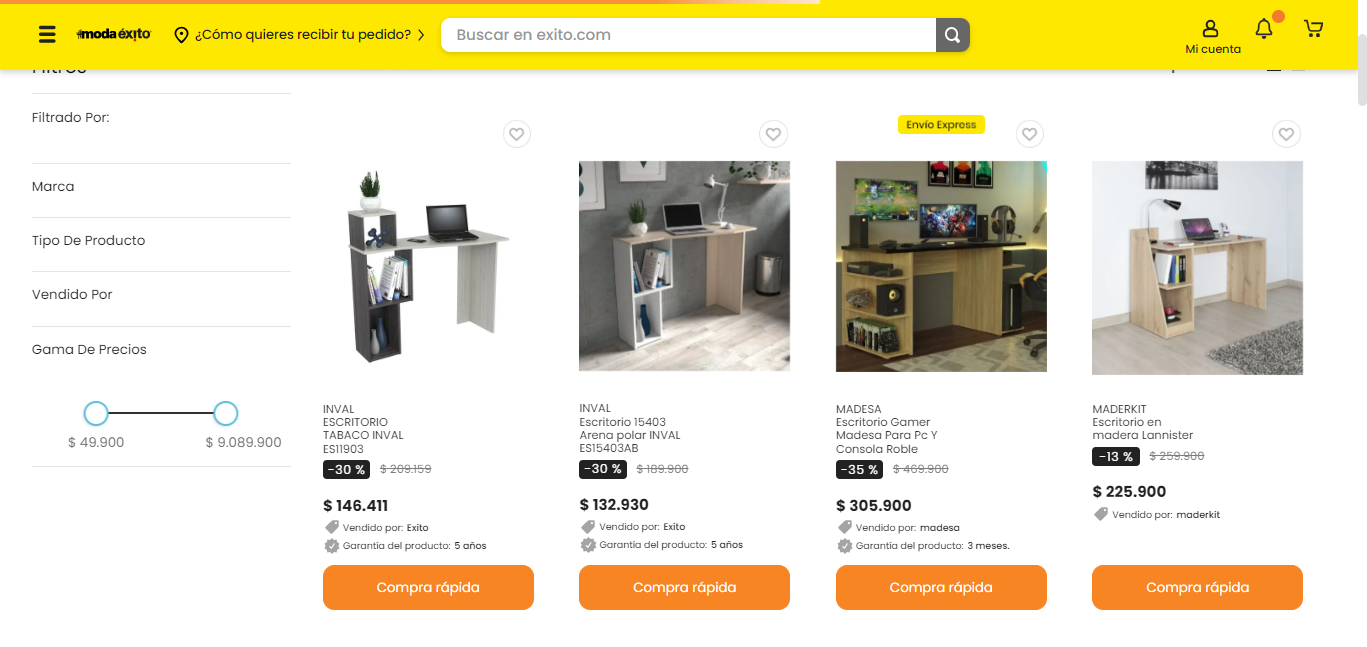 moda éxito
¿Cómo quieres recibir tu pedido?
Buscar en exito.com
Mi cuenta
Filtros
Filtrado Por:
Marca
Tipo De Producto
Vendido Por
Gama De Precios
$ 49.900 $ 9.089.900
INVAL
ESCRITORIO
TABACO INVAL
ES11903
-30 % $ 209.159
$ 146.411
Vendido por: Exito
Garantía del producto: 5 años
Compra rápida
INVAL
Escritorio 15403
Arena polar INVAL
ES15403AB
-30 % $ 189.900
$ 132.930
Vendido por: Exito
Garantía del producto: 5 años
Compra rápida
Envío Express
MADESA
Escritorio Gamer
Madesa Para Pc Y
Consola Roble
-35 % $ 469.900
$ 305.900
Vendido por: madesa
Garantía del producto: 3 meses.
Compra rápida
MADERKIT
Escritorio en
madera Lannister
-13 % $ 259.900
$ 225.900
Vendido por: maderkit
Compra rápida